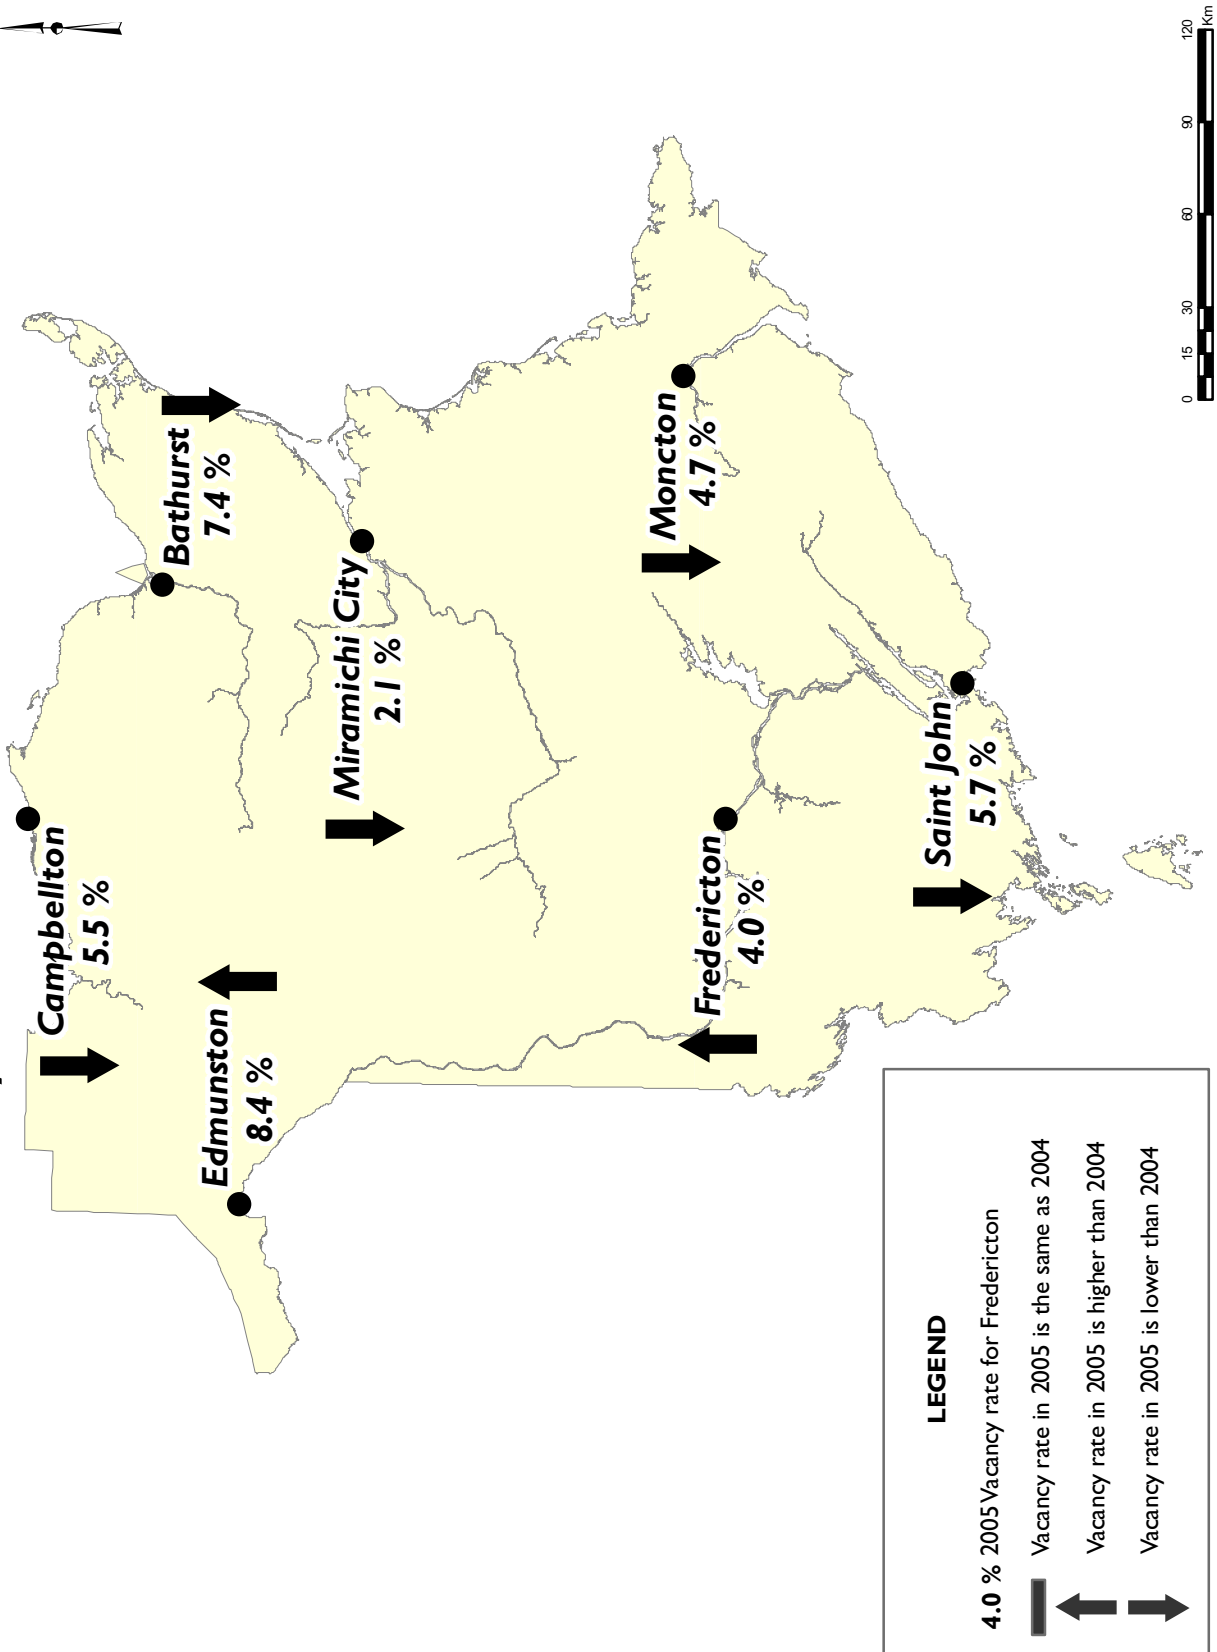 Campbellton
5.5 %
Bathurst
7.4 %
Edmunston
8.4 %
Miramichi City
2.1 %
Moncton
4.7 %
Fredericton
4.0 %
Saint John
5.7 %
LEGEND
4.0 % 2005 Vacancy rate for Fredericton
Vacancy rate in 2005 is the same as 2004
Vacancy rate in 2005 is higher than 2004
Vacancy rate in 2005 is lower than 2004
0 15 30 60 90 120
Km